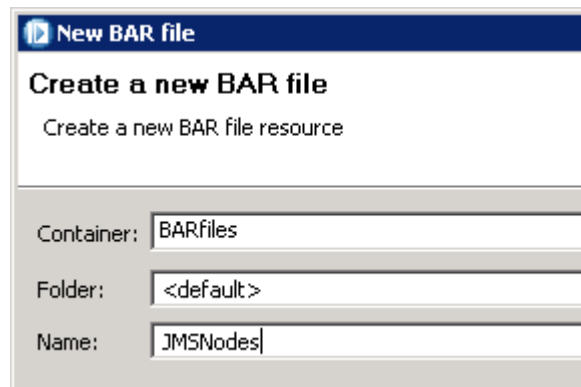 New BAR file
Create a new BAR file
Create a new BAR file resource
Container: BARfiles
Folder: <default>
Name: JMSNodes